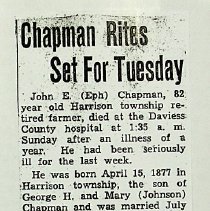 Chapman Rites
Set For Tuesday
John E. (Eph) Chapman, 82
year old Harrison township re-
tired farmer, died at the Daviess
County hospital at 1:35 a. m.
Sunday after an illness of a
year. He had been seriously
ill for the last week.
He was born April 15, 1877 in
Harrison township, the son of
George H. and Mary (Johnson)
Chapman and was married July